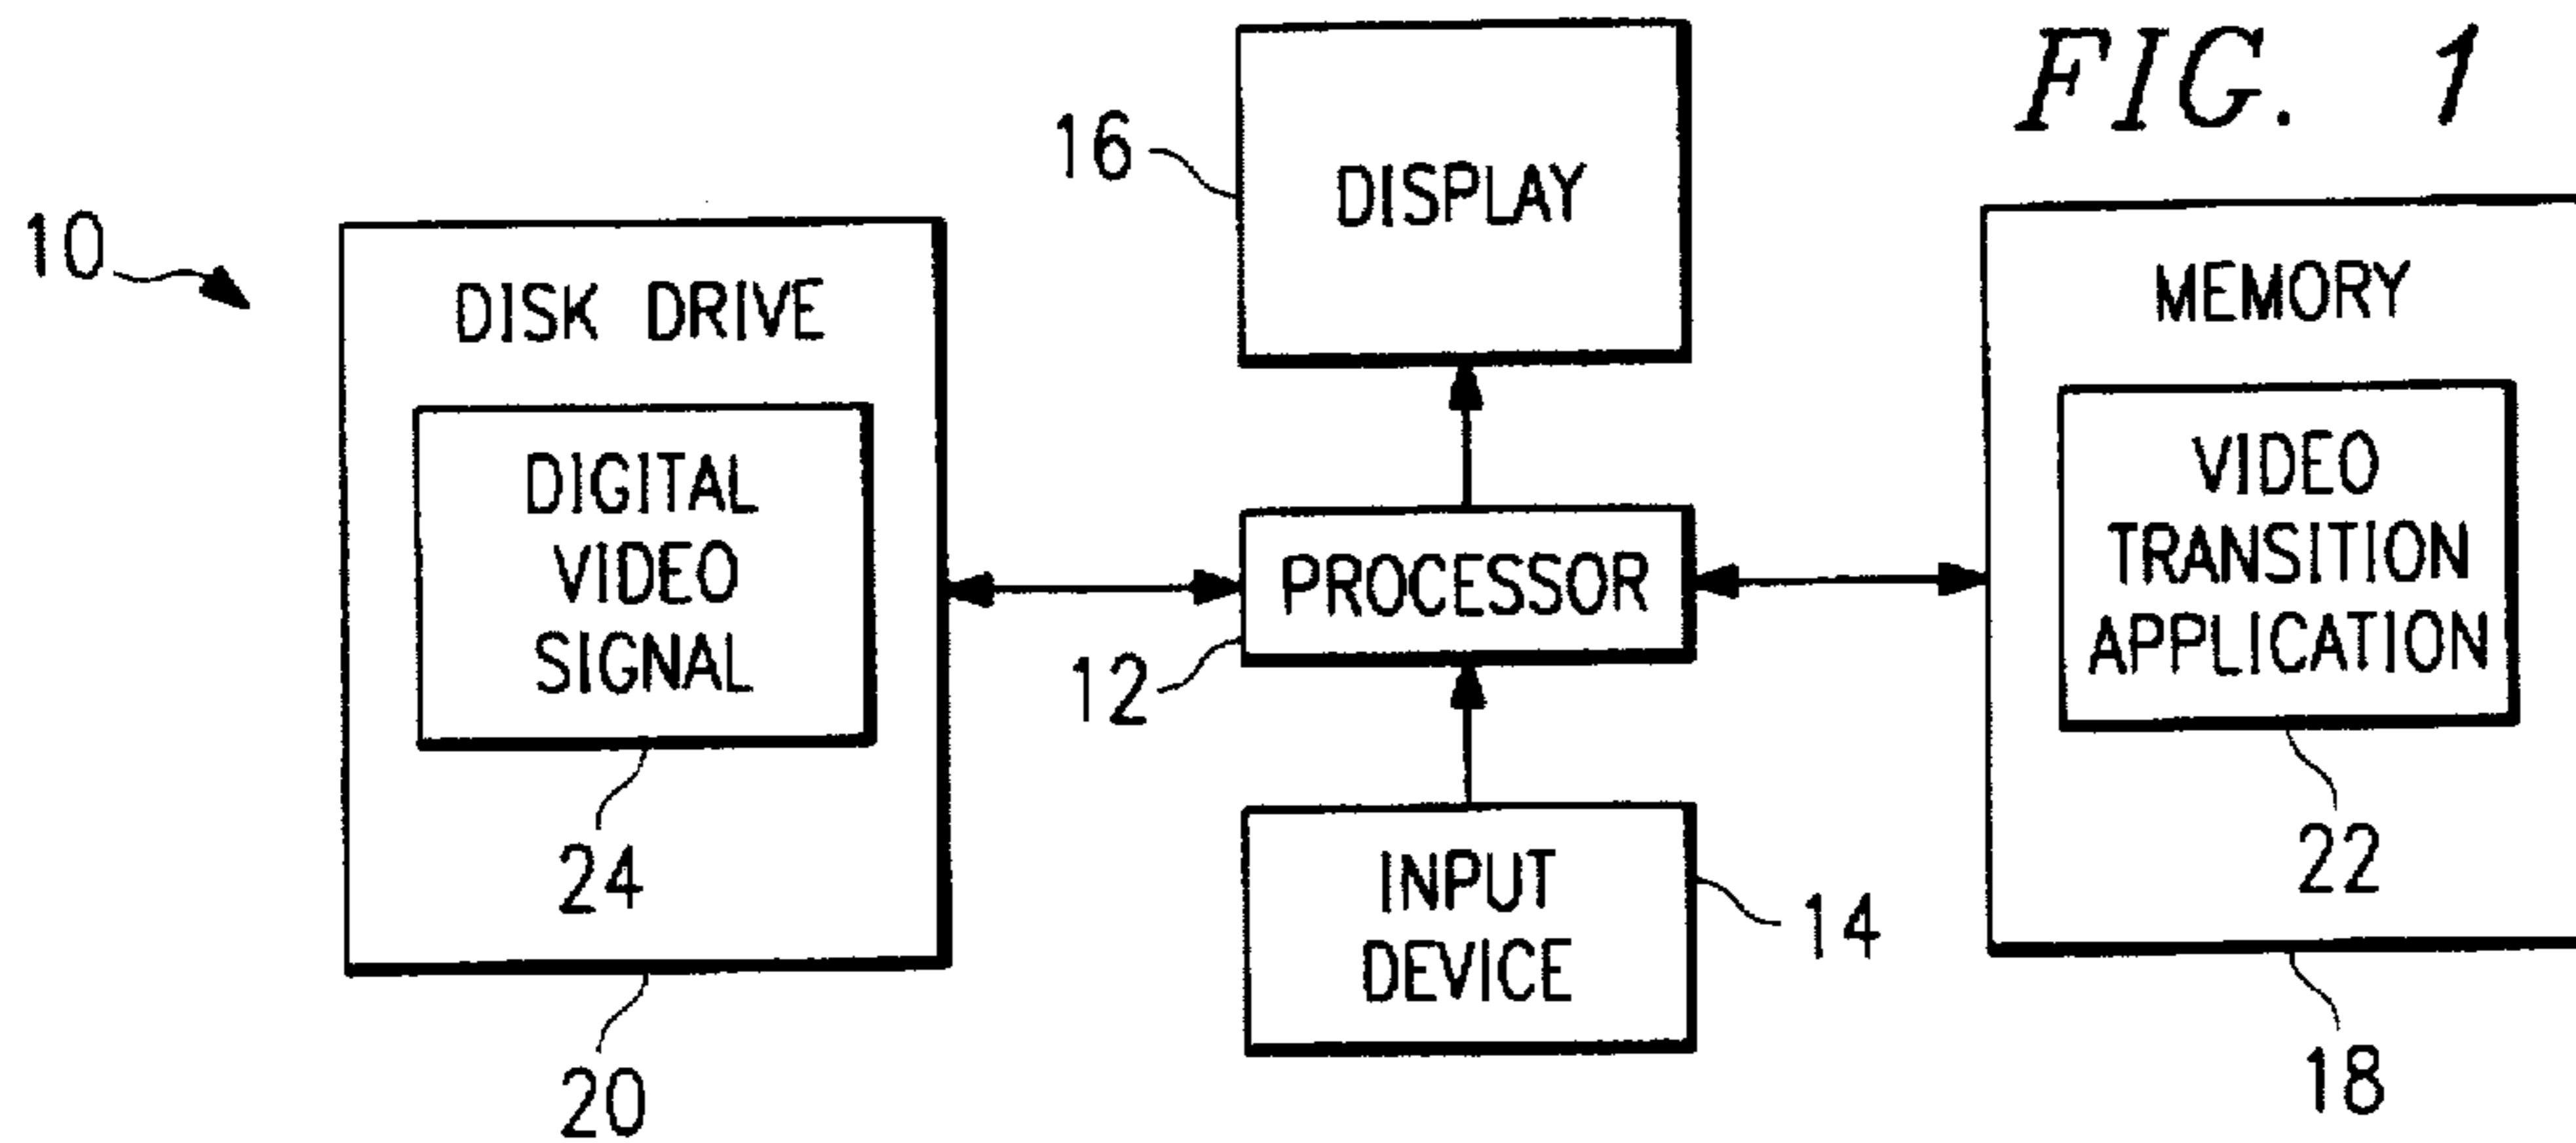 FIG. 1
10
16
DISPLAY
DISK DRIVE
DIGITAL
VIDEO
SIGNAL
24
20
PROCESSOR
12
INPUT
DEVICE
14
MEMORY
VIDEO
TRANSITION
APPLICATION
22
18